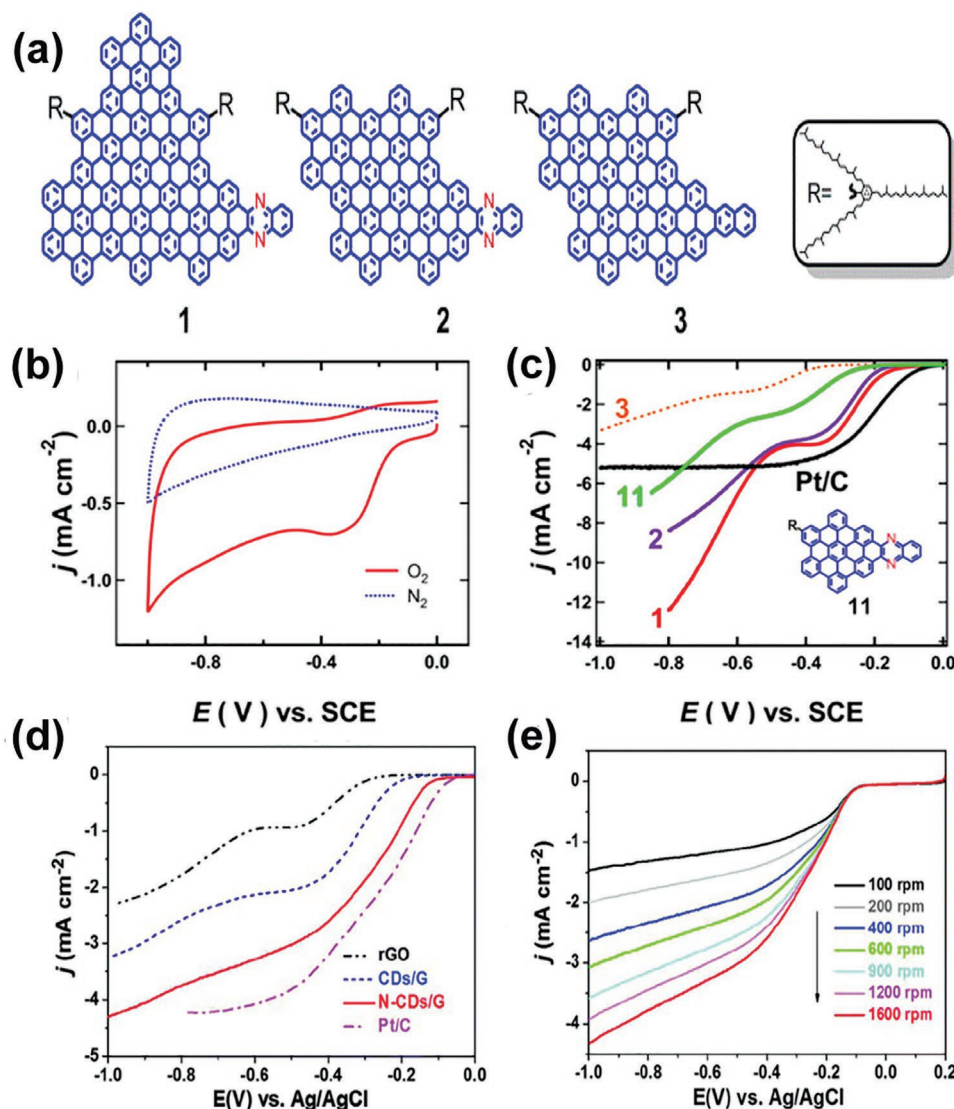 (a)
R R R R R R
R=
N N
N N
1 2 3
(b)
j (mA cm-2)
0.0
-0.5
-1.0
O2
N2
-0.8 -0.4 0.0
E ( V ) vs. SCE
(c)
j (mA cm-2)
0
-2
-4
-6
-8
-10
-12
-14
3
11
2
1
Pt/C
R
N
N
11
-1.0 -0.8 -0.6 -0.4 -0.2 0.0
E ( V ) vs. SCE
(d)
j (mA cm-2)
0
-1
-2
-3
-4
-5
rGO
CDs/G
N-CDs/G
Pt/C
-1.0 -0.8 -0.6 -0.4 -0.2 0.0
E(V) vs. Ag/AgCl
(e)
j (mA cm-2)
0
-1
-2
-3
-4
100 rpm
200 rpm
400 rpm
600 rpm
900 rpm
1200 rpm
1600 rpm
-1.0 -0.8 -0.6 -0.4 -0.2 0.0 0.2
E(V) vs. Ag/AgCl